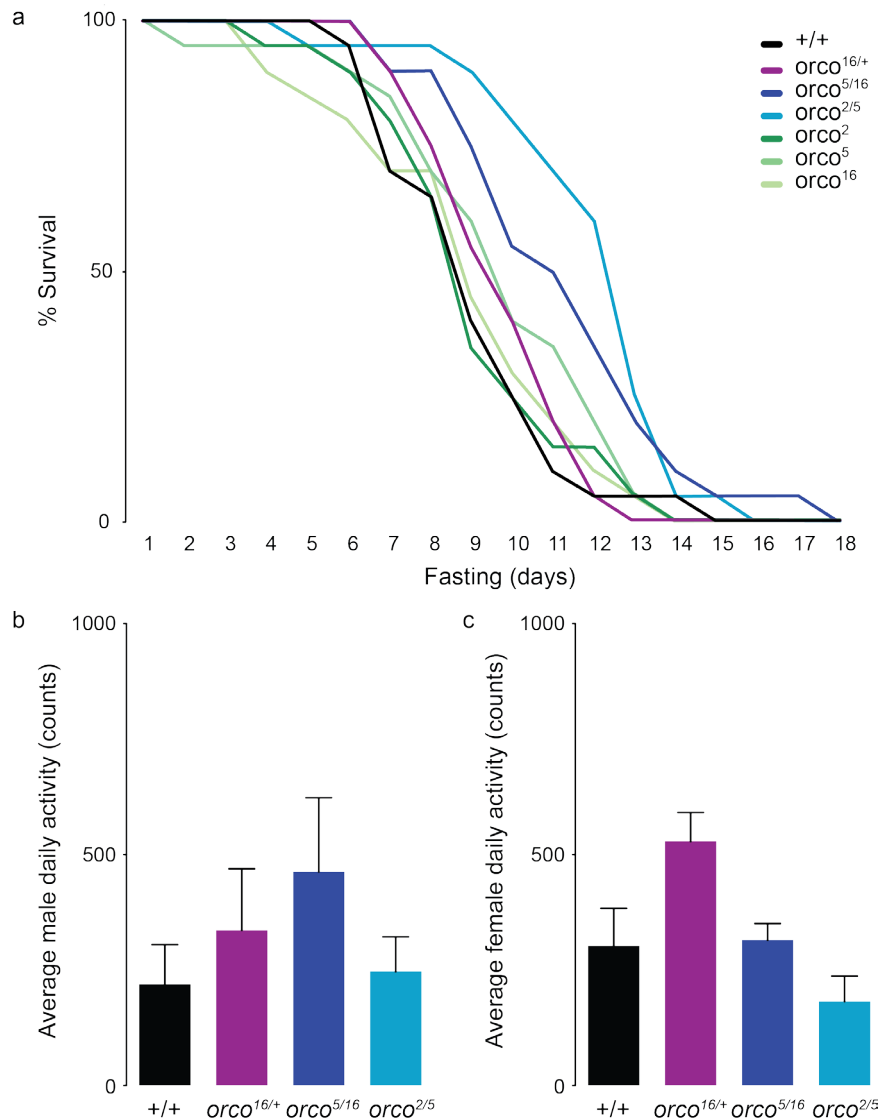 a
100
50
0
% Survival
1 2 3 4 5 6 7 8 9 10 11 12 13 14 15 16 17 18
Fasting (days)
+/+
orco16/+
orco5/16
orco2/5
orco2
orco5
orco16
b
1000
500
0
Average male daily activity (counts)
+/+ orco16/+ orco5/16 orco2/5
c
1000
500
0
Average female daily activity (counts)
+/+ orco16/+ orco5/16 orco2/5